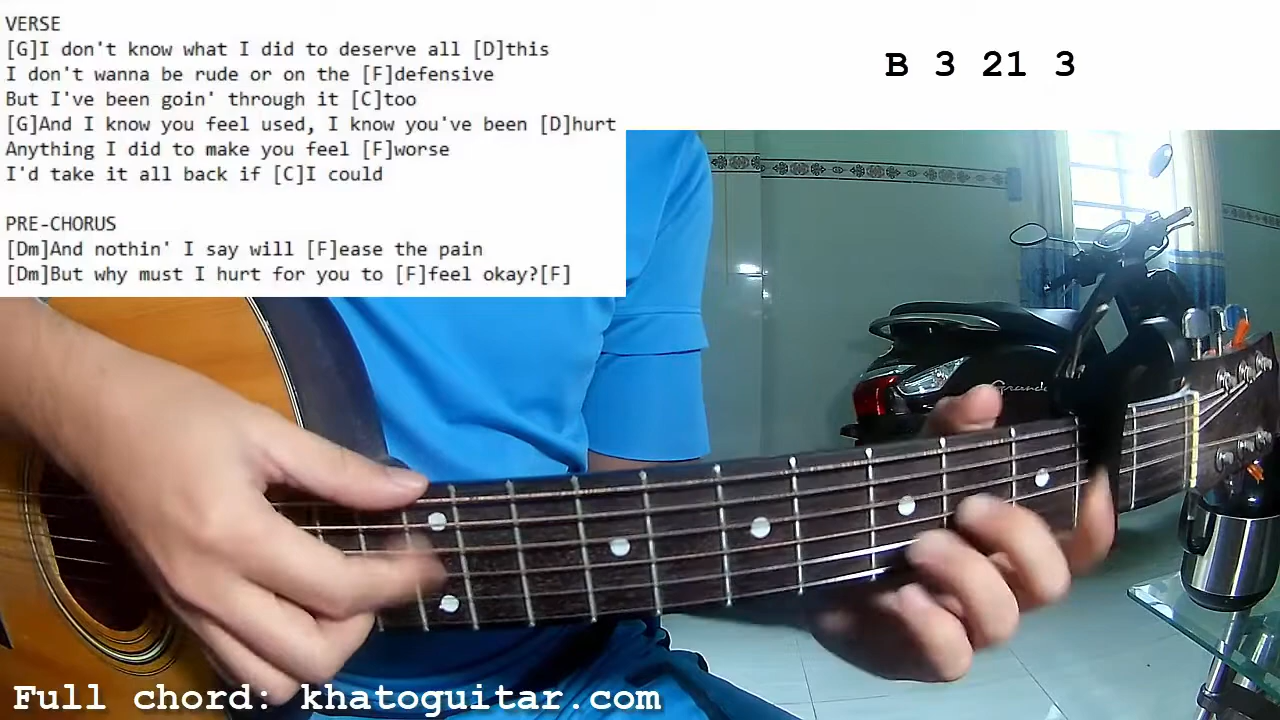 VERSE
[G]I don't know what I did to deserve all [D]this
I don't wanna be rude or on the [F]defensive
But I've been goin' through it [C]too
[G]And I know you feel used, I know you've been [D]hurt
Anything I did to make you feel [F]worse
I'd take it all back if [C]I could
PRE-CHORUS
[Dm]And nothin' I say will [F]ease the pain
[Dm]But why must I hurt for you to [F]feel okay?[F]
B 3 21 3
Grande
Full chord: khatoguitar.com